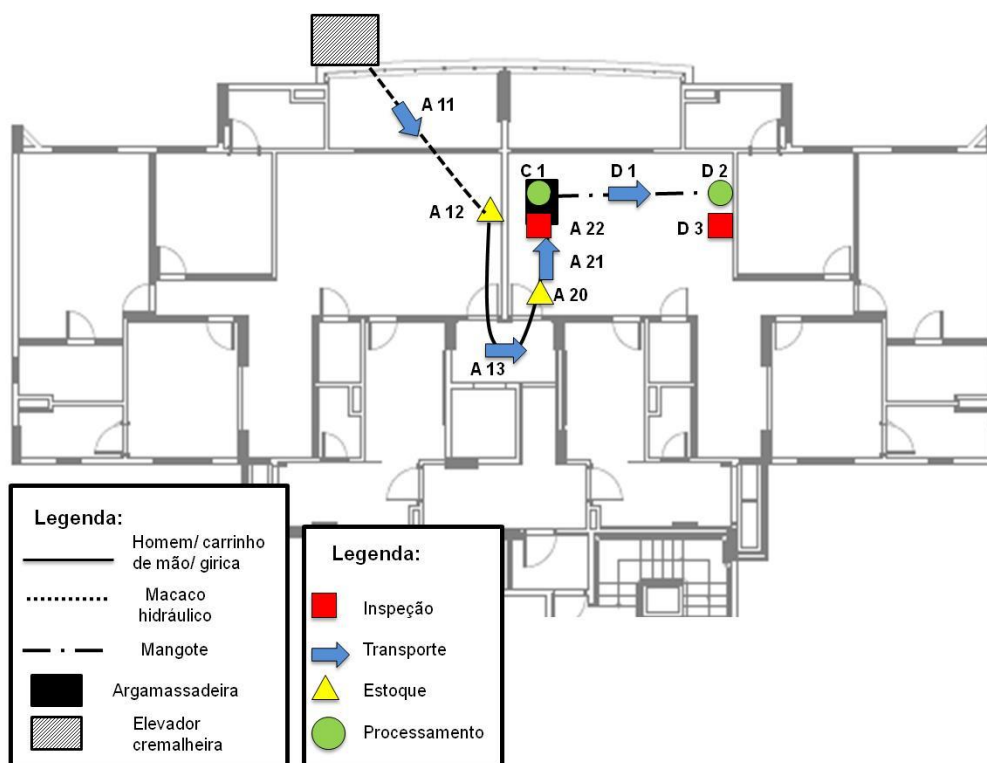 A 11
C 1
D 1
D 2
A 12
A 22
D 3
A 21
A 20
A 13
Legenda:
Homem/ carrinho
de mão/ girica
Macaco
hidráulico
Mangote
Argamassadeira
Elevador
cremalheira
Legenda:
Inspeção
Transporte
Estoque
Processamento